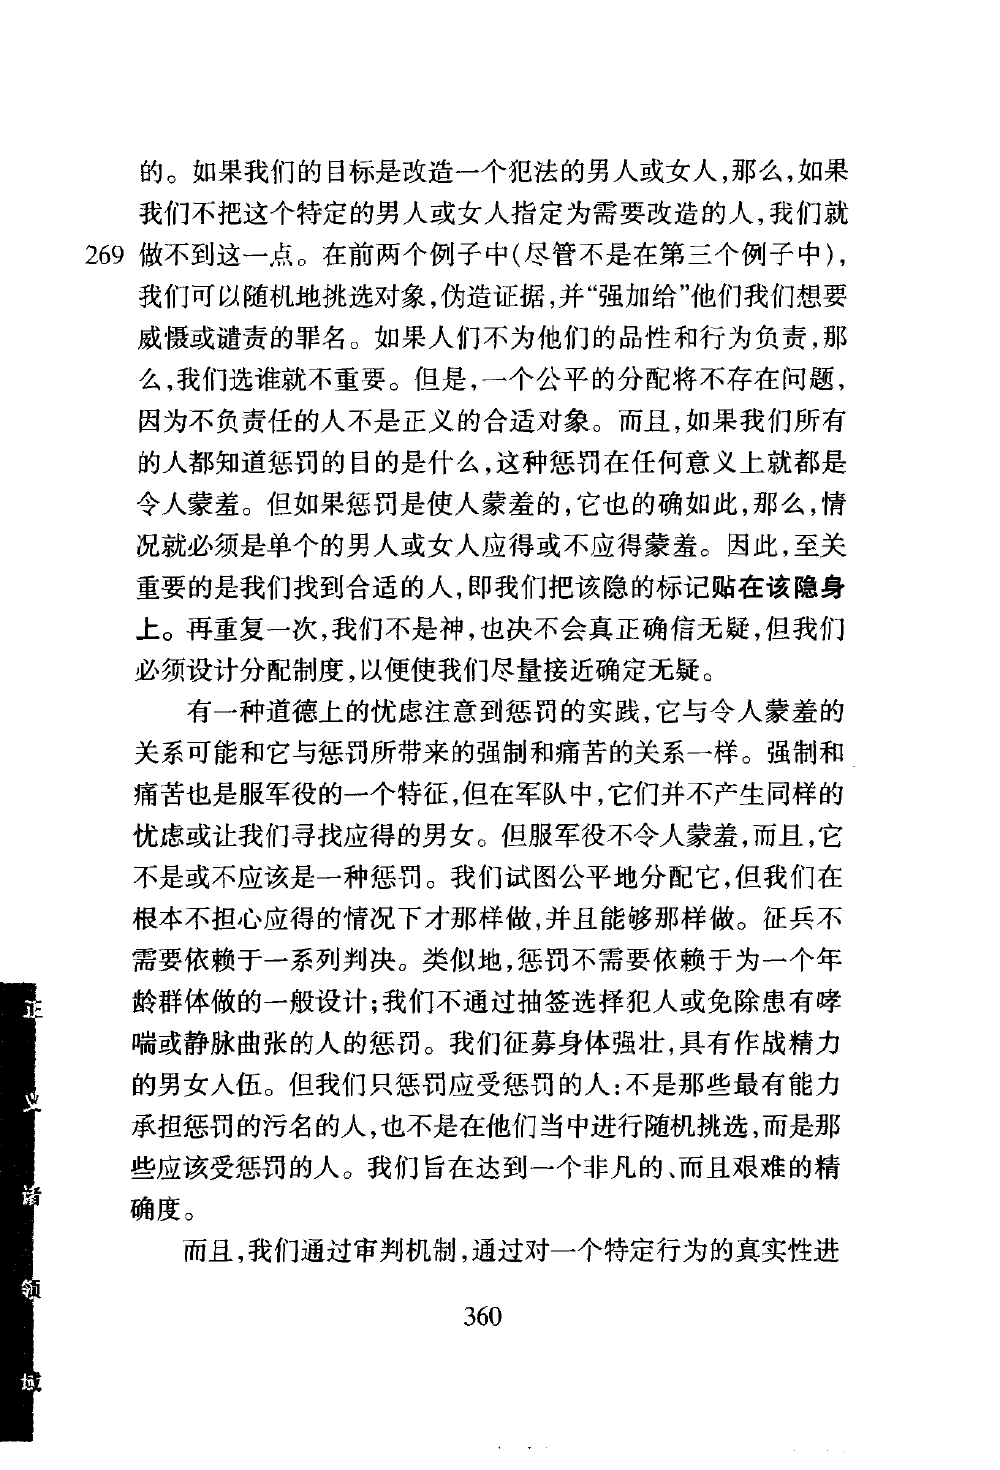 的。如果我们的目标是改造一个犯法的男人或女人,那么,如果
我们不把这个特定的男人或女人指定为需要改造的人,我们就
269 做不到这一点。在前两个例子中(尽管不是在第三个例子中),
我们可以随机地挑选对象,伪造证据,并“强加给”他们我们想要
威慑或谴责的罪名。如果人们不为他们的品性和行为负责,那
么,我们选谁就不重要。但是,一个公平的分配将不存在问题,
因为不负责任的人不是正义的合适对象。而且,如果我们所有
的人都知道惩罚的目的是什么,这种惩罚在任何意义上就都是
令人蒙羞。但如果惩罚是使人蒙羞的,它也的确如此,那么,情
况就必须是单个的男人或女人应得或不应得蒙羞。因此,至关
重要的是我们找到合适的人,即我们把该隐的标记贴在该隐身
上。再重复一次,我们不是神,也决不会真正确信无疑,但我们
必须设计分配制度,以便使我们尽量接近确定无疑。
有一种道德上的忧虑注意到惩罚的实践,它与令人蒙羞的
关系可能和它与惩罚所带来的强制和痛苦的关系一样。强制和
痛苦也是服军役的一个特征,但在军队中,它们并不产生同样的
忧虑或让我们寻找应得的男女。但服军役不令人蒙羞,而且,它
不是或不应该是一种惩罚。我们试图公平地分配它,但我们在
根本不担心应得的情况下才那样做,并且能够那样做。征兵不
需要依赖于一系列判决。类似地,惩罚不需要依赖于为一个年
龄群体做的一般设计;我们不通过抽签选择犯人或免除患有哮
喘或静脉曲张的人的惩罚。我们征募身体强壮,具有作战精力
的男女入伍。但我们只惩罚应受惩罚的人:不是那些最有能力
承担惩罚的污名的人,也不是在他们当中进行随机挑选,而是那
些应该受惩罚的人。我们旨在达到一个非凡的、而且艰难的精
确度。
而且,我们通过审判机制,通过对一个特定行为的真实性进
360
正
义
诸
领
域